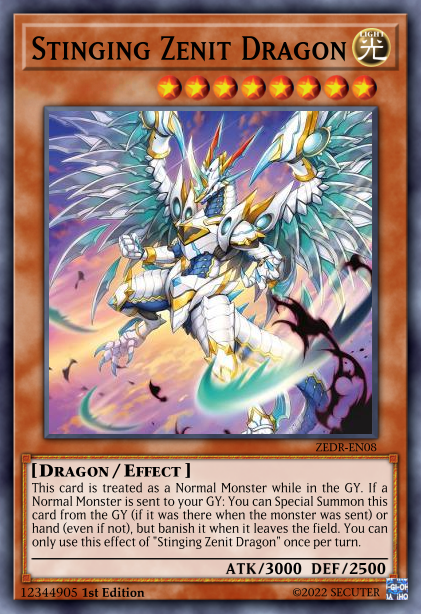 STINGING ZENIT DRAGON
LIGHT
光
ZEDR-EN08
[DRAGON / EFFECT ]
This card is treated as a Normal Monster while in the GY. If a
Normal Monster is sent to your GY: You can Special Summon this
card from the GY (if it was there when the monster was sent) or
hand (even if not), but banish it when it leaves the field. You can
only use this effect of "Stinging Zenit Dragon" once per turn.
ATK/3000 DEF/2500
12344905 1st Edition
©2022 SECUTER